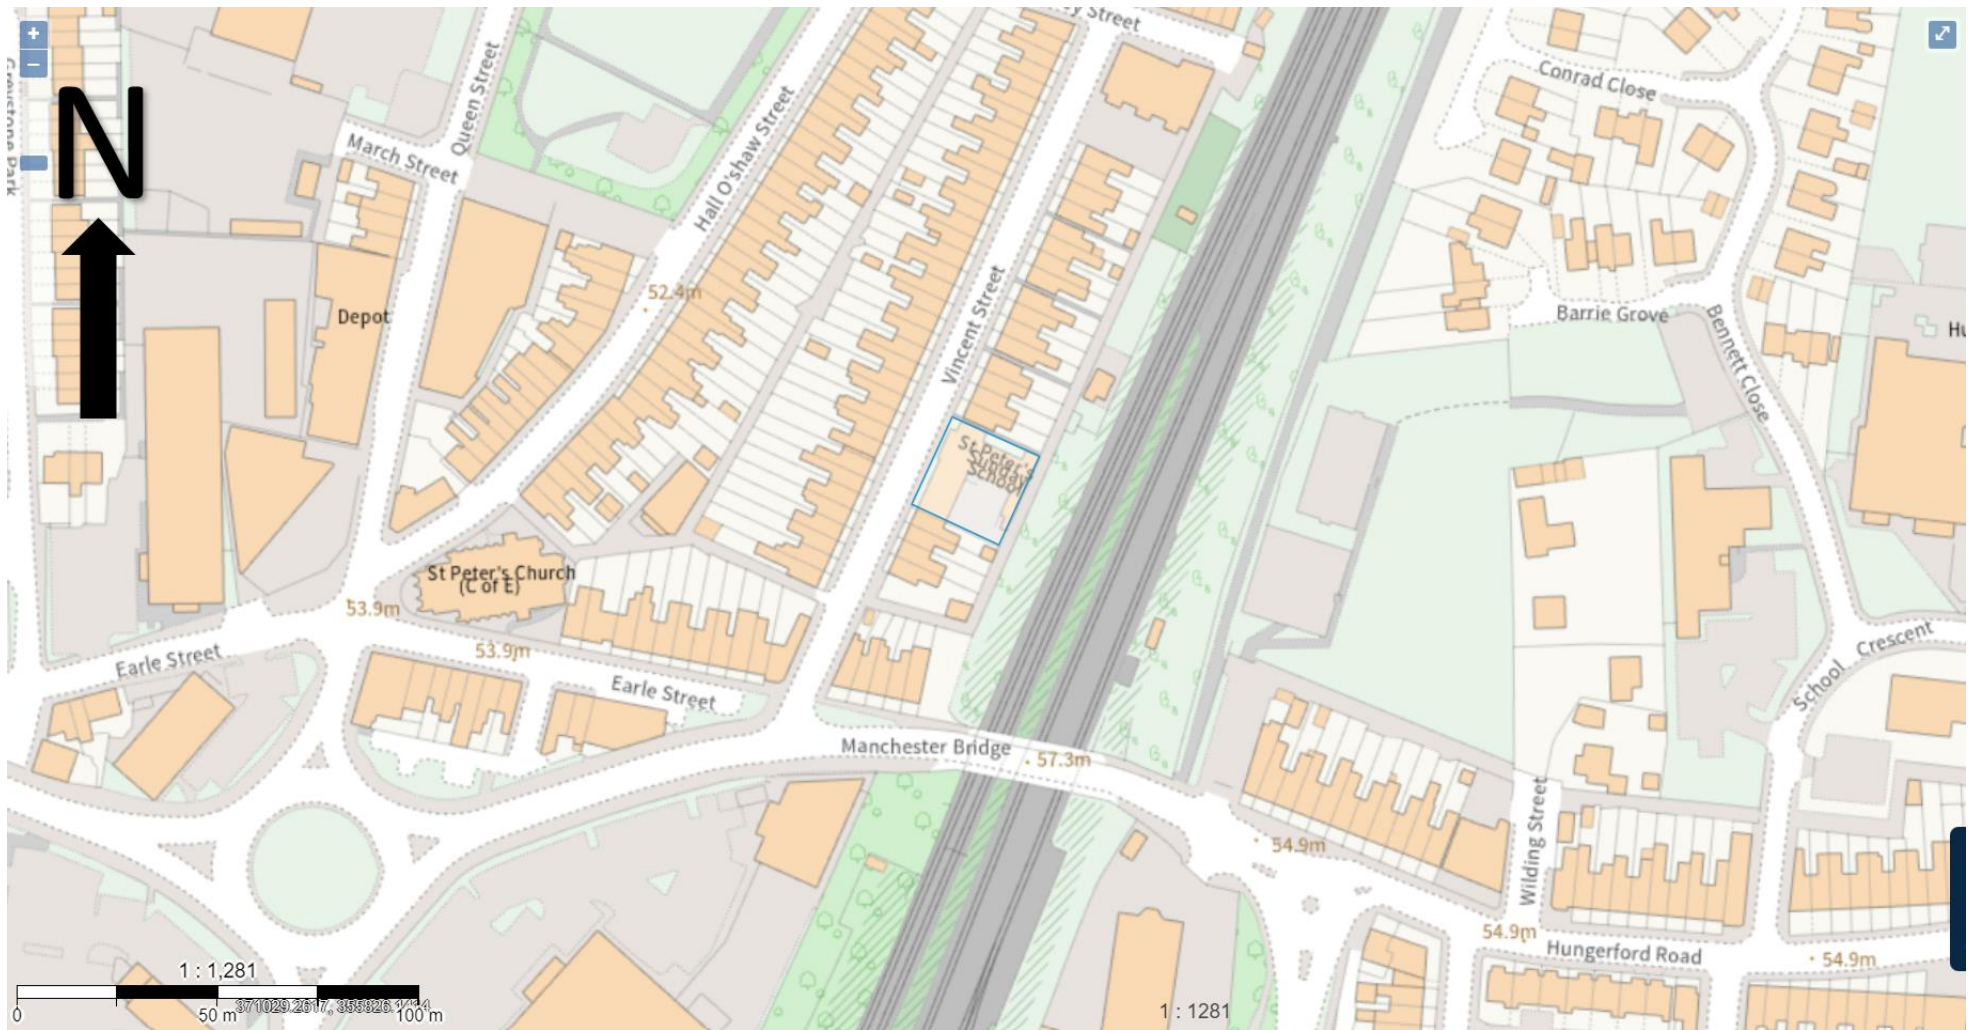 +
−
N
Greystone Park
Queen Street
March Street
Hall O'shaw Street
Street
Conrad Close
52.4m
Depot
Vincent Street
Barrie Grove
Bennett Close
Hu
St Peter's
Sunday
School
St Peter's Church
(C of E)
53.9m
53.9m
Earle Street
Earle Street
School Crescent
Manchester Bridge
57.3m
Wilding Street
54.9m
54.9m
Hungerford Road
54.9m
1 : 1,281
0
50 m
100 m
1 : 1281